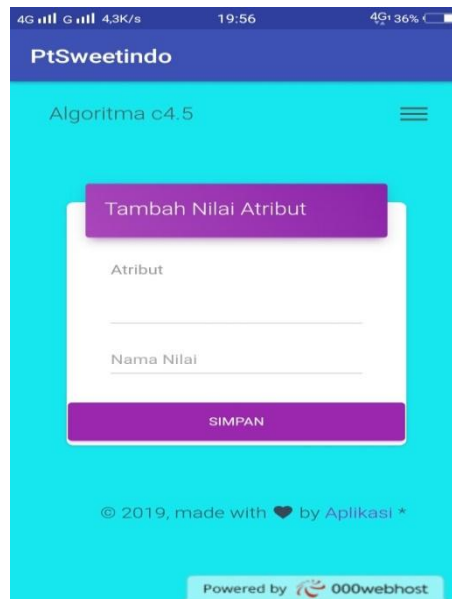 4G G 4,3K/s 19:56 4G 36%
PtSweetindo
Algoritma c4.5
Tambah Nilai Atribut
Atribut
Nama Nilai
SIMPAN
© 2019, made with ♥ by Aplikasi *
Powered by 000webhost